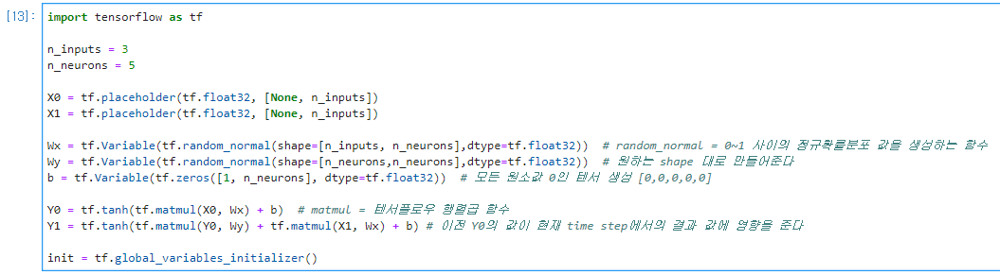 [13]: import tensorflow as tf
n_inputs = 3
n_neurons = 5
X0 = tf.placeholder(tf.float32, [None, n_inputs])
X1 = tf.placeholder(tf.float32, [None, n_inputs])
Wx = tf.Variable(tf.random_normal(shape=[n_inputs, n_neurons],dtype=tf.float32))  # random_normal = 0~1 사이의 정규확률분포 값을 생성하는 함수
Wy = tf.Variable(tf.random_normal(shape=[n_neurons,n_neurons],dtype=tf.float32))  # 원하는 shape 대로 만들어준다
b = tf.Variable(tf.zeros([1, n_neurons], dtype=tf.float32))  # 모든 원소값 0인 텐서 생성 [0,0,0,0,0]
Y0 = tf.tanh(tf.matmul(X0, Wx) + b)  # matmul = 텐서플로우 행렬곱 함수
Y1 = tf.tanh(tf.matmul(Y0, Wy) + tf.matmul(X1, Wx) + b) # 이전 Y0의 값이 현재 time step에서의 결과 값에 영향을 준다
init = tf.global_variables_initializer()